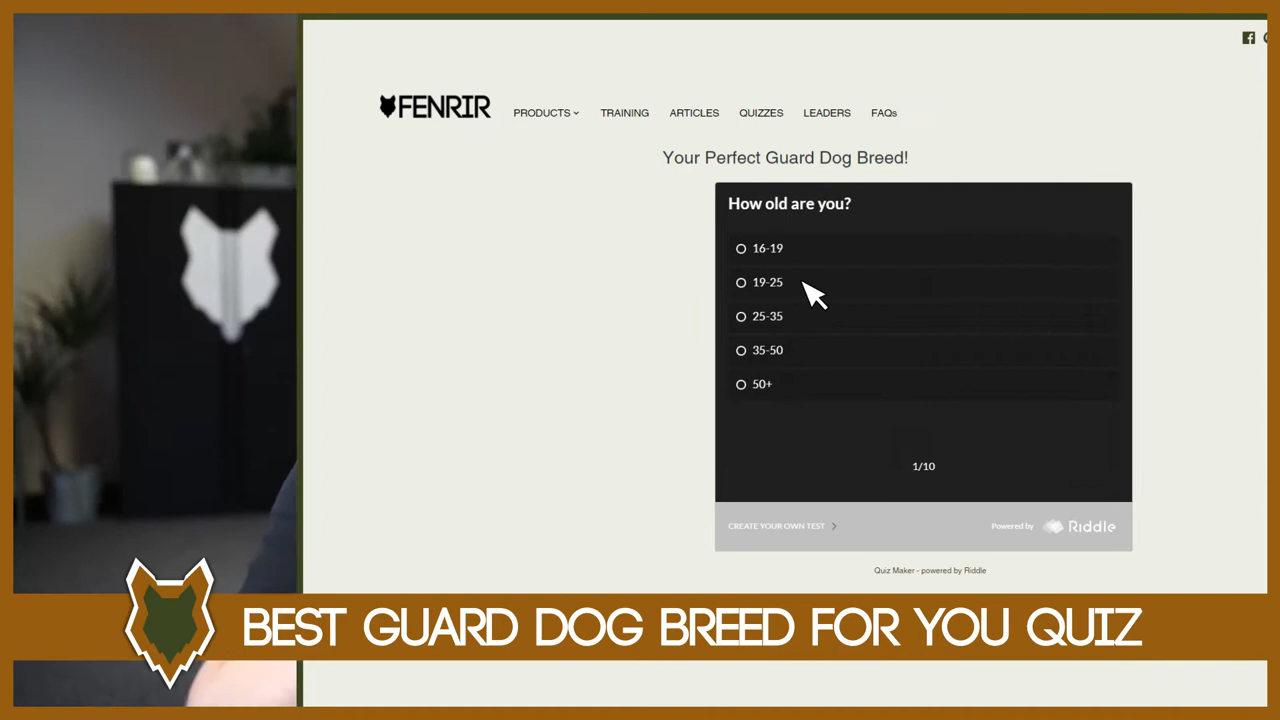 FENRIR
PRODUCTS TRAINING ARTICLES QUIZZES LEADERS FAQs
Your Perfect Guard Dog Breed!
How old are you?
16-19
19-25
25-35
35-50
50+
1/10
CREATE YOUR OWN TEST
Powered by Riddle
Quiz Maker - powered by Riddle
BEST GUARD DOG BREED FOR YOU QUIZ